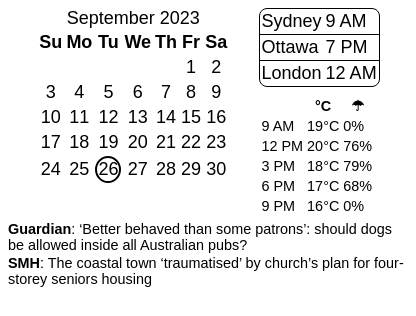 September 2023
Su Mo Tu We Th Fr Sa
1 2
3 4 5 6 7 8 9
10 11 12 13 14 15 16
17 18 19 20 21 22 23
24 25 26 27 28 29 30
Sydney 9 AM
Ottawa 7 PM
London 12 AM
°C ☂
9 AM 19°C 0%
12 PM 20°C 76%
3 PM 18°C 79%
6 PM 17°C 68%
9 PM 16°C 0%
Guardian: ‘Better behaved than some patrons’: should dogs
be allowed inside all Australian pubs?
SMH: The coastal town ‘traumatised’ by church’s plan for four-
storey seniors housing